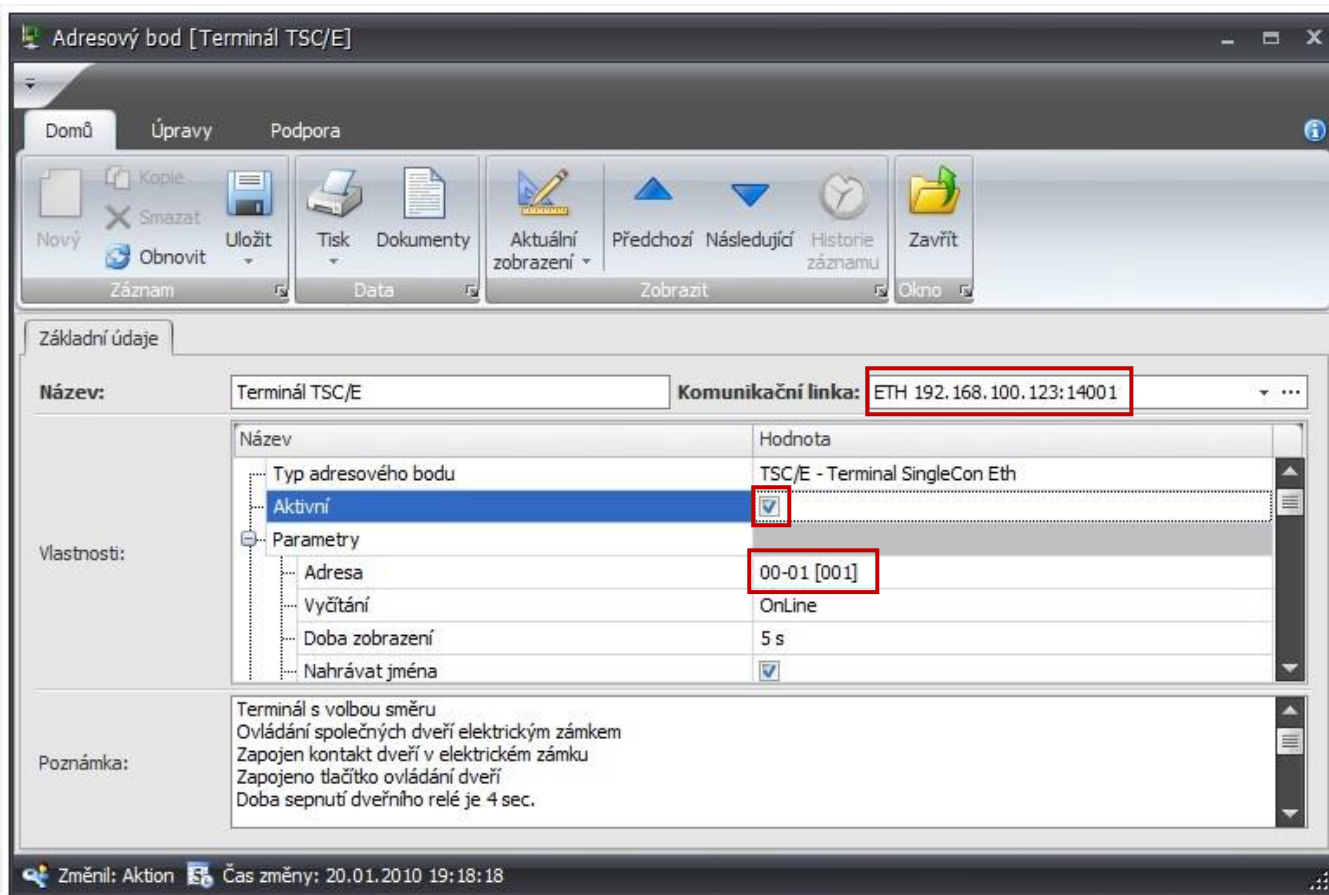 Adresový bod [Terminál TSC/E]
Domů Úpravy Podpora
Nový
Kopie
Smazat
Obnovit
Uložit
Tisk
Dokumenty
Aktuální
zobrazení
Předchozí
Následující
Historie
záznamu
Zavřít
Záznam Data Zobrazit Okno
Základní údaje
Název: Terminál TSC/E Komunikační linka: ETH 192.168.100.123:14001
Vlastnosti:
Název Hodnota
Typ adresového bodu TSC/E - Terminal SingleCon Eth
Aktivní
Parametry
Adresa 00-01 [001]
Vyčítání OnLine
Doba zobrazení 5 s
Nahrávat jména
Poznámka:
Terminál s volbou směru
Ovládání společných dveří elektrickým zámkem
Zapojen kontakt dveří v elektrickém zámku
Zapojeno tlačítko ovládání dveří
Doba sepnutí dveřního relé je 4 sec.
Změnil: Aktion Čas změny: 20.01.2010 19:18:18